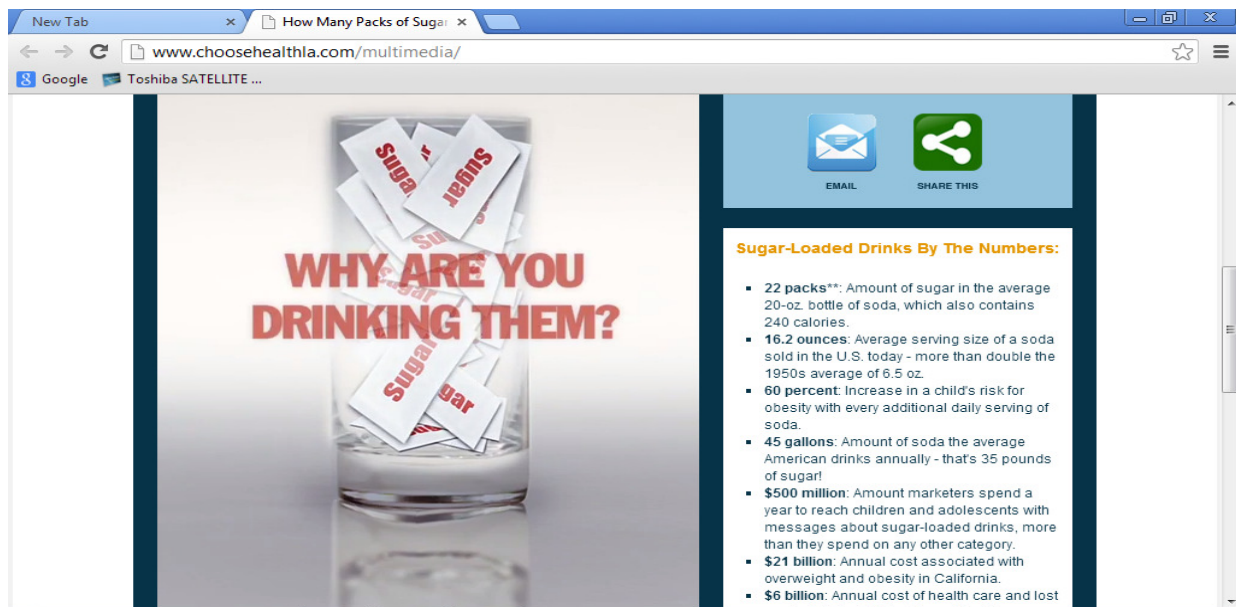 New Tab
How Many Packs of Sugar
www.choosehealthla.com/multimedia/
Google
Toshiba SATELLITE ...
Sugar
Sugar
Sugar
WHY ARE YOU
DRINKING THEM?
Sugar
EMAIL
SHARE THIS
Sugar-Loaded Drinks By The Numbers:
22 packs**: Amount of sugar in the average
20-oz. bottle of soda, which also contains
240 calories.
16.2 ounces: Average serving size of a soda
sold in the U.S. today - more than double the
1950s average of 6.5 oz.
60 percent: Increase in a child's risk for
obesity with every additional daily serving of
soda.
45 gallons: Amount of soda the average
American drinks annually - that's 35 pounds
of sugar!
$500 million: Amount marketers spend a
year to reach children and adolescents with
messages about sugar-loaded drinks, more
than they spend on any other category.
$21 billion: Annual cost associated with
overweight and obesity in California.
$6 billion: Annual cost of health care and lost